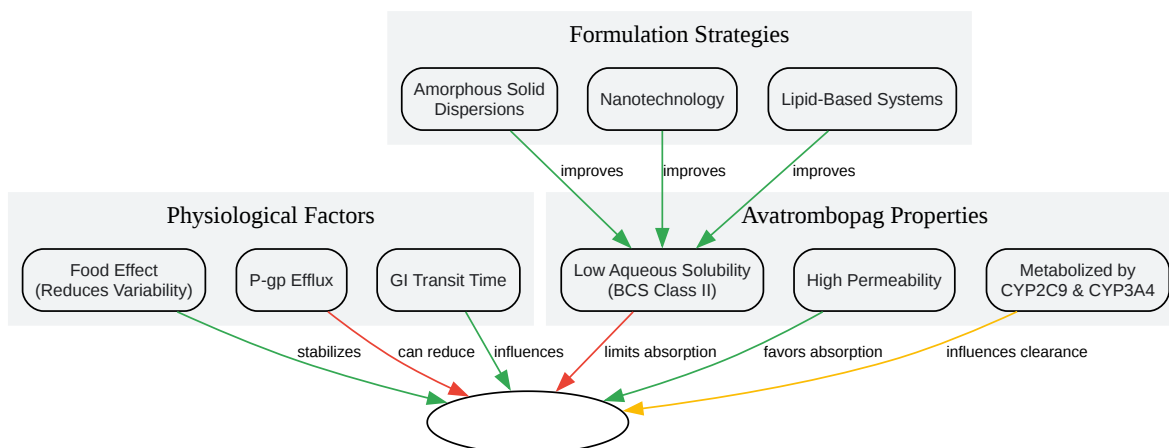 Formulation Strategies
Amorphous Solid
Dispersions
Nanotechnology
Lipid-Based Systems
improves
improves
improves
Physiological Factors
Avatrombopag Properties
Food Effect
(Reduces Variability)
P-gp Efflux
GI Transit Time
Low Aqueous Solubility
(BCS Class II)
High Permeability
Metabolized by
CYP2C9 & CYP3A4
stabilizes
can reduce
influences
limits absorption
favors absorption
influences clearance